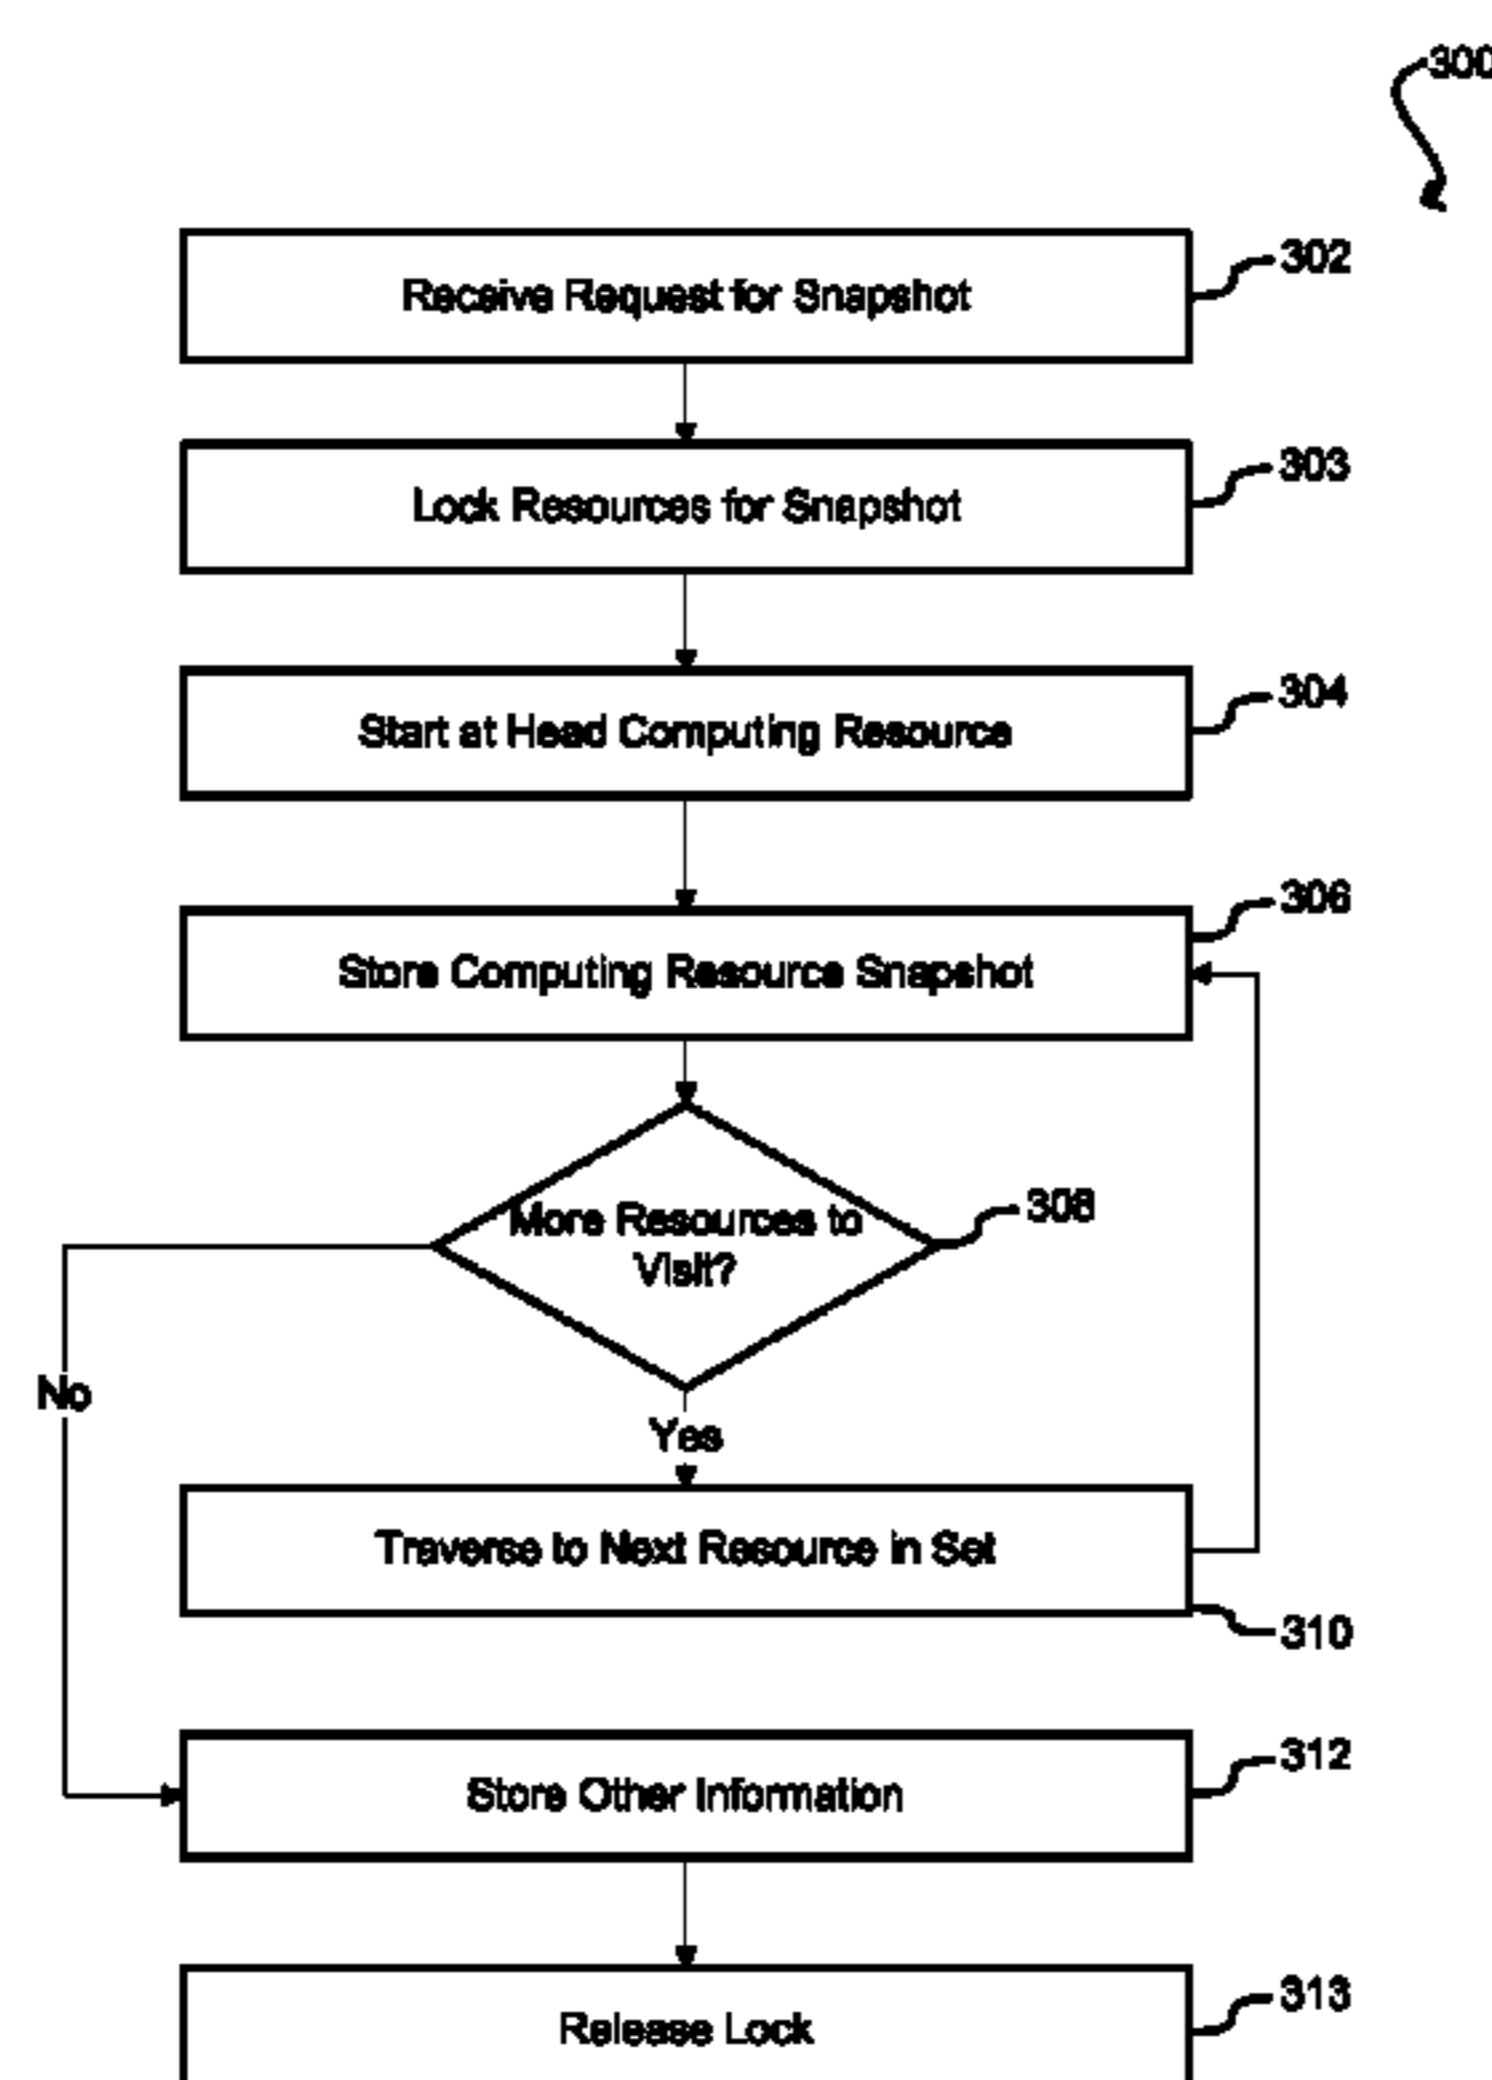 300
Receive Request for Snapshot
302
Lock Resources for Snapshot
303
Start at Head Computing Resource
304
Store Computing Resource Snapshot
306
More Resources to
Visit?
308
No
Yes
Traverse to Next Resource in Set
310
Store Other Information
312
Release Lock
313